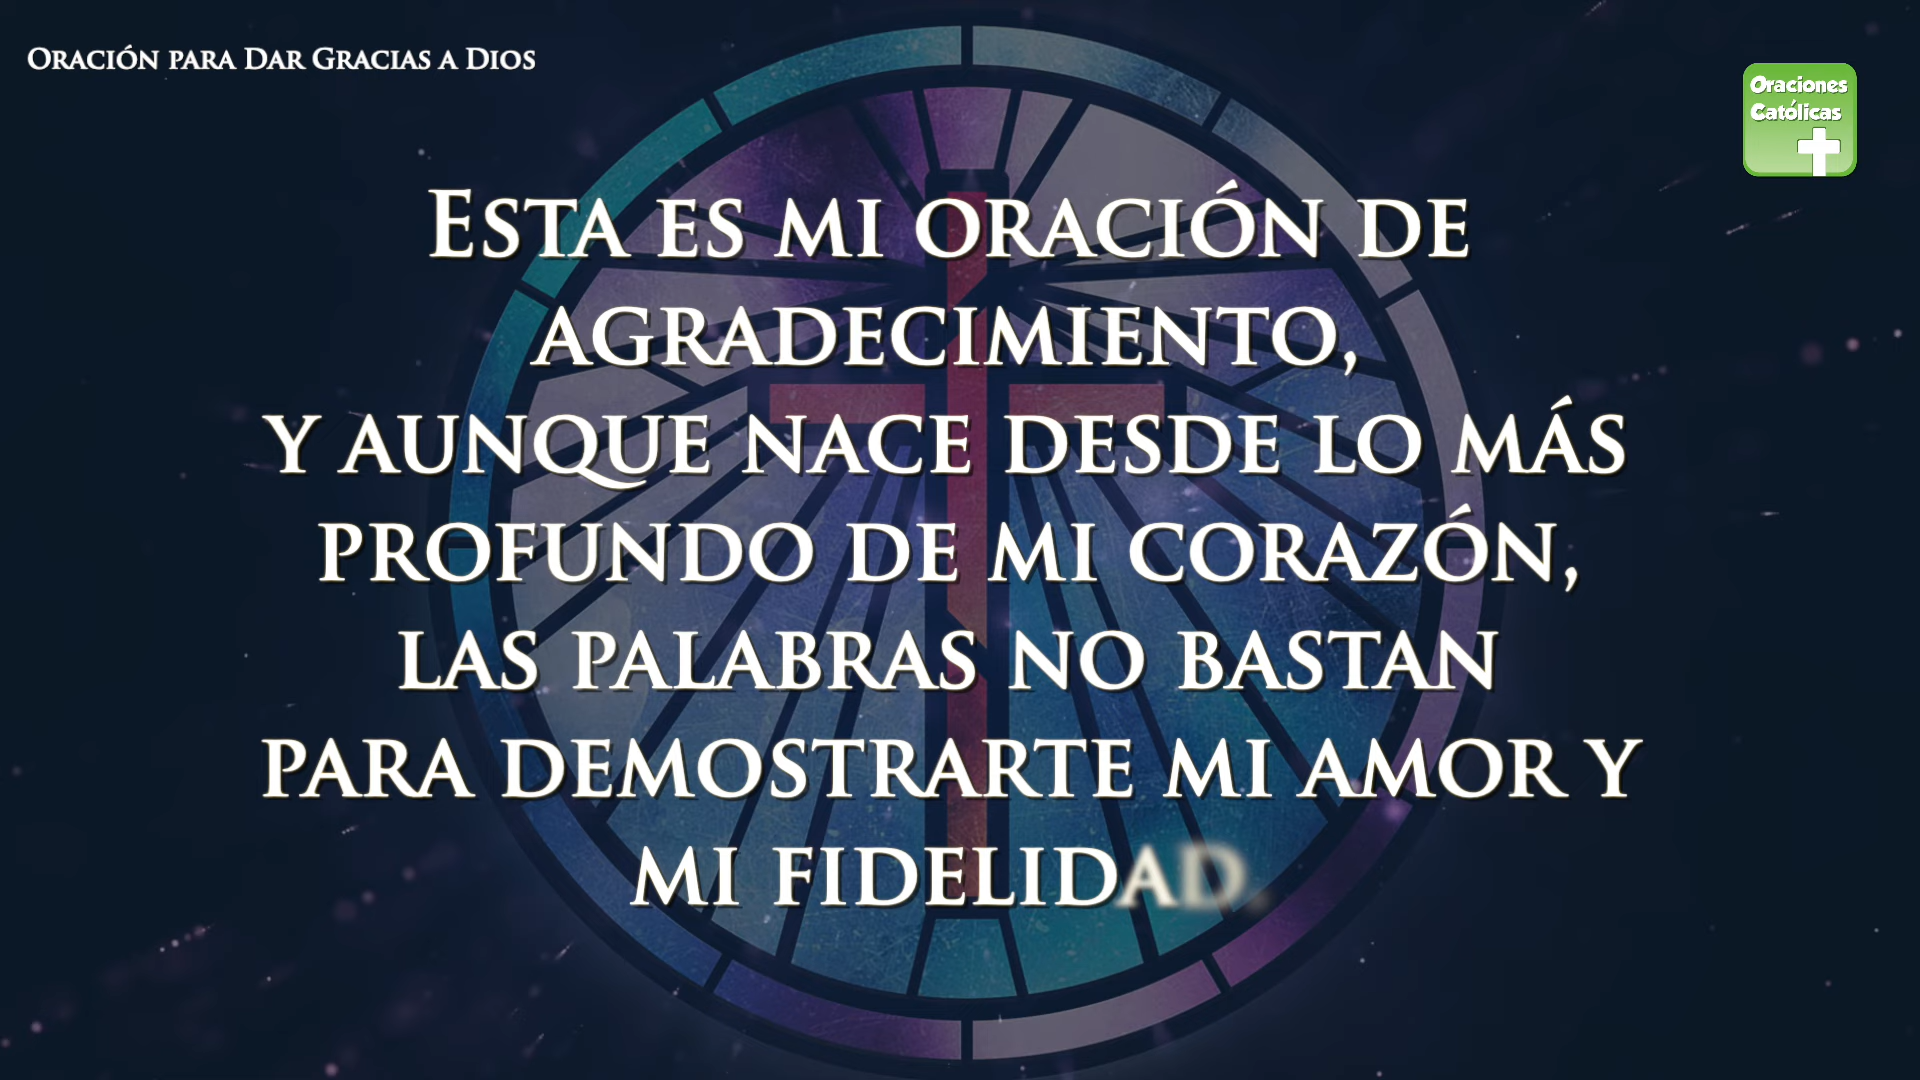 Oración para Dar Gracias a Dios
Oraciones
Católicas
Esta es mi oración de
agradecimiento,
y aunque nace desde lo más
profundo de mi corazón,
las palabras no bastan
para demostrarte mi amor y
mi fidelidad.